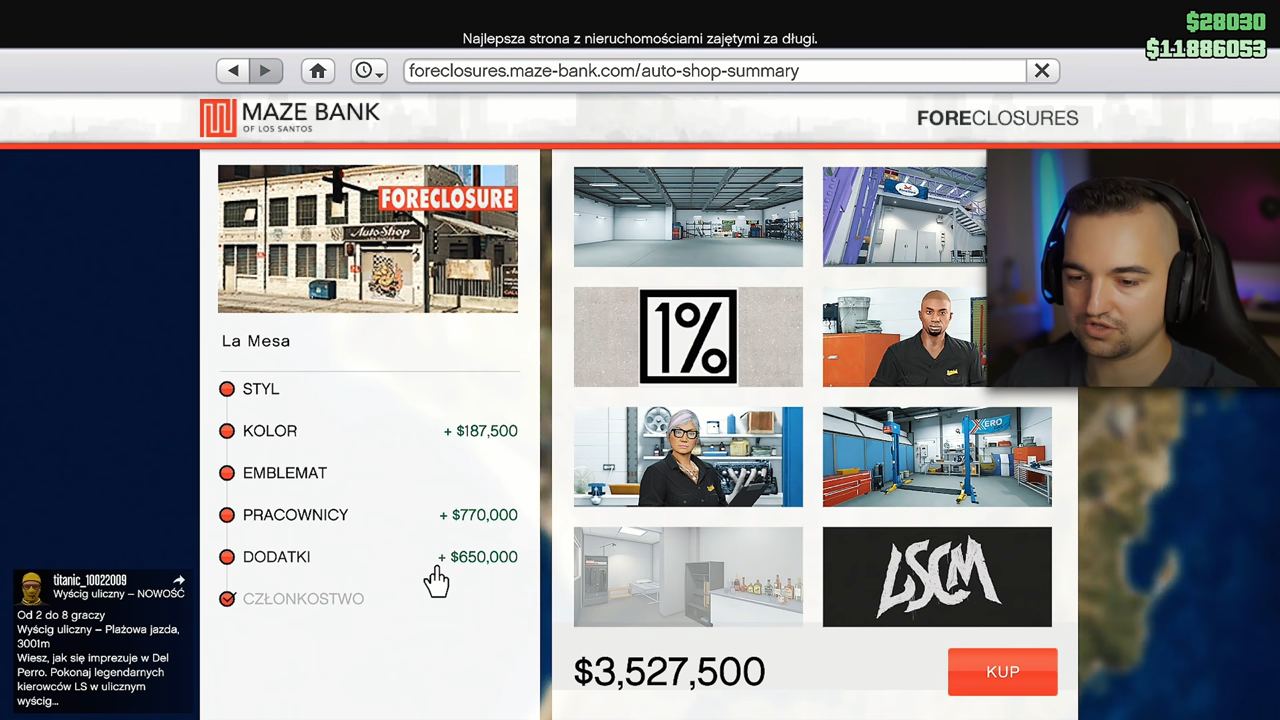 $28030
Najlepsza strona z nieruchomościami zajętymi za długi.
$11886053
foreclosures.maze-bank.com/auto-shop-summary
MAZE BANK
OF LOS SANTOS
FORECLOSURES
FORECLOSURE
AutoShop
La Mesa
STYL
KOLOR + $187,500
EMBLEMAT
PRACOWNICY + $770,000
DODATKI + $650,000
CZŁONKOSTWO
1%
XERO
LSCM
$3,527,500
KUP
titanic_10022009
Wyścig uliczny – NOWOŚĆ
Od 2 do 8 graczy
Wyścig uliczny – Plażowa jazda,
3001m
Wiesz, jak się imprezuje w Del
Perro. Pokonaj legendarnych
kierowców LS w ulicznym
wyścig...